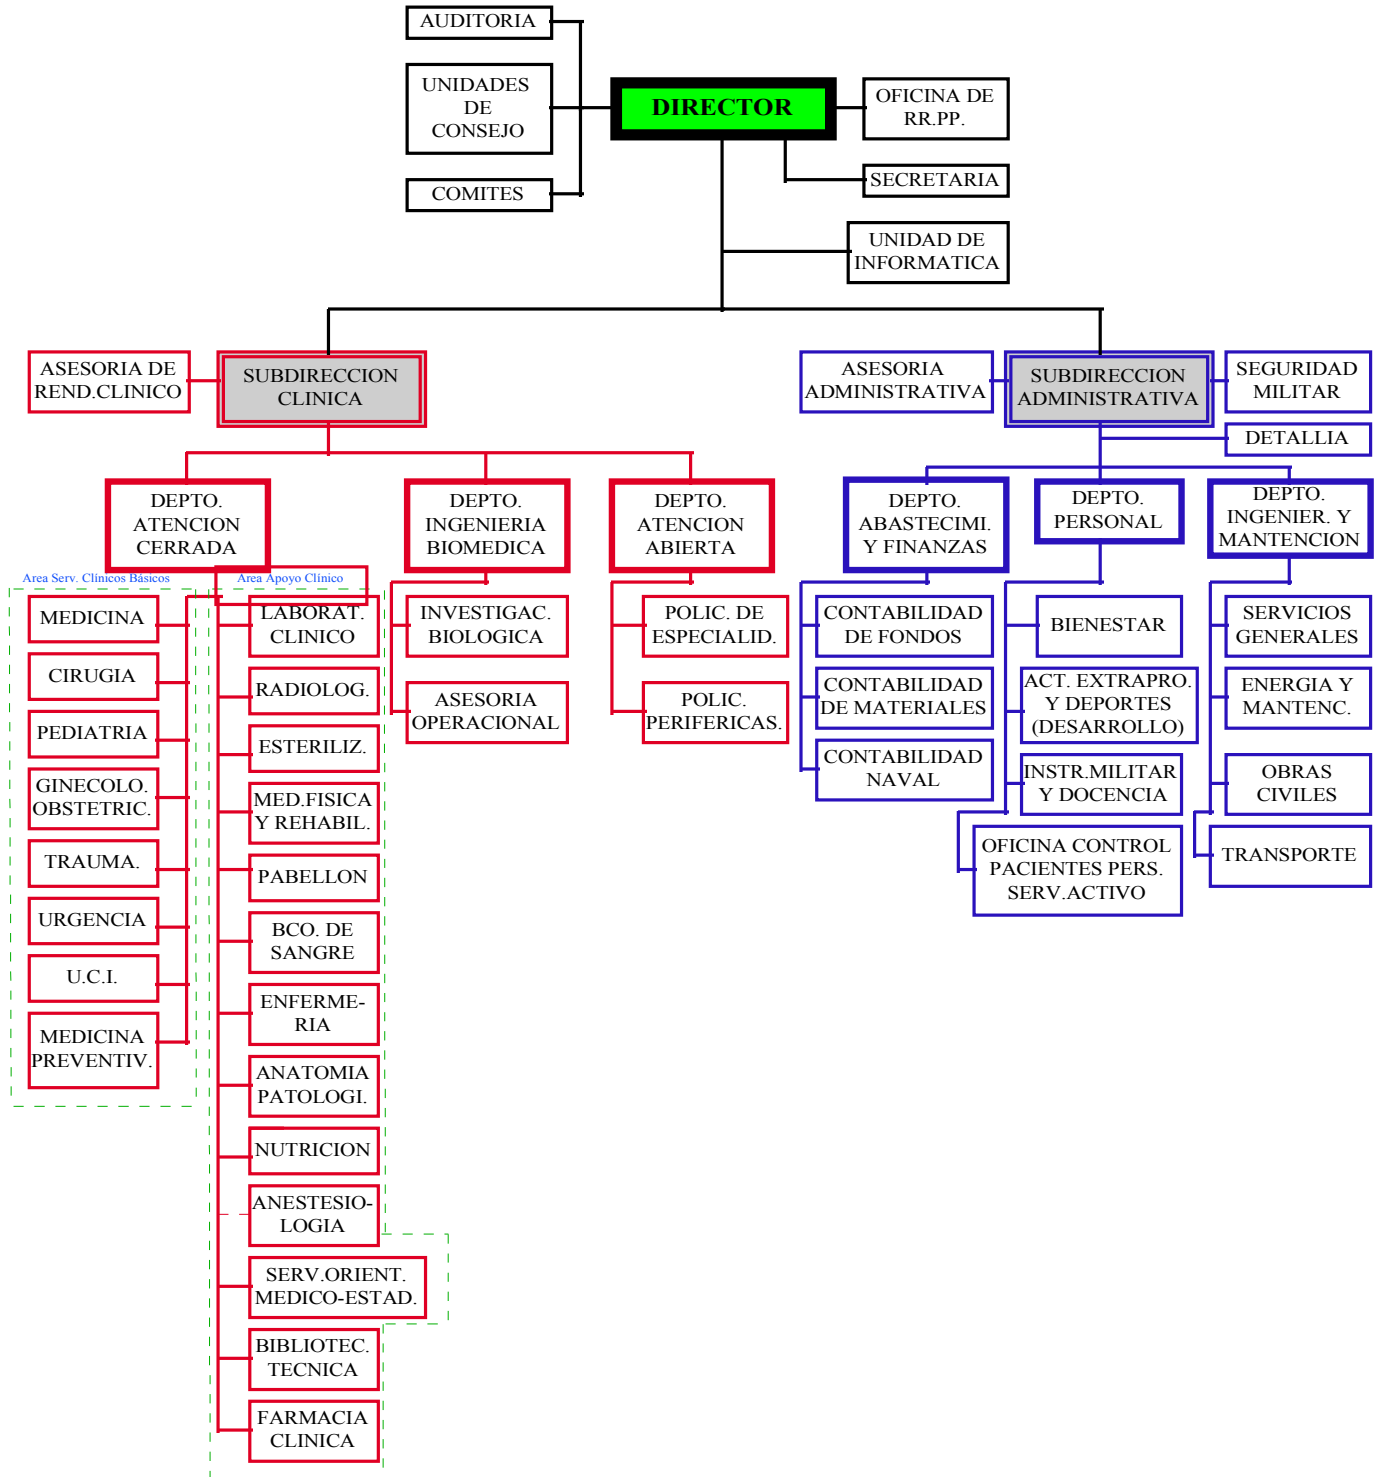 AUDITORIA
UNIDADES
DE
CONSEJO
COMITES
DIRECTOR
OFICINA DE
RR.PP.
SECRETARIA
UNIDAD DE
INFORMATICA
ASESORIA DE
REND.CLINICO
SUBDIRECCION
CLINICA
ASESORIA
ADMINISTRATIVA
SUBDIRECCION
ADMINISTRATIVA
SEGURIDAD
MILITAR
DETALLIA
DEPTO.
ATENCION
CERRADA
DEPTO.
INGENIERIA
BIOMEDICA
DEPTO.
ATENCION
ABIERTA
DEPTO.
ABASTECIMI.
Y FINANZAS
DEPTO.
PERSONAL
DEPTO.
INGENIER. Y
MANTENCION
Area Serv. Clínicos Básicos
MEDICINA
CIRUGIA
PEDIATRIA
GINECOLO.
OBSTETRIC.
TRAUMA.
URGENCIA
U.C.I.
MEDICINA
PREVENTIV.
Area Apoyo Clínico
LABORAT.
CLINICO
RADIOLOG.
ESTERILIZ.
MED.FISICA
Y REHABIL.
PABELLON
BCO. DE
SANGRE
ENFERME-
RIA
ANATOMIA
PATOLOGI.
NUTRICION
ANESTESIO-
LOGIA
SERV.ORIENT.
MEDICO-ESTAD.
BIBLIOTEC.
TECNICA
FARMACIA
CLINICA
INVESTIGAC.
BIOLOGICA
ASESORIA
OPERACIONAL
POLIC. DE
ESPECIALID.
POLIC.
PERIFERICAS.
CONTABILIDAD
DE FONDOS
CONTABILIDAD
DE MATERIALES
CONTABILIDAD
NAVAL
BIENESTAR
ACT. EXTRAPRO.
Y DEPORTES
(DESARROLLO)
INSTR.MILITAR
Y DOCENCIA
OFICINA CONTROL
PACIENTES PERS.
SERV.ACTIVO
SERVICIOS
GENERALES
ENERGIA Y
MANTENC.
OBRAS
CIVILES
TRANSPORTE